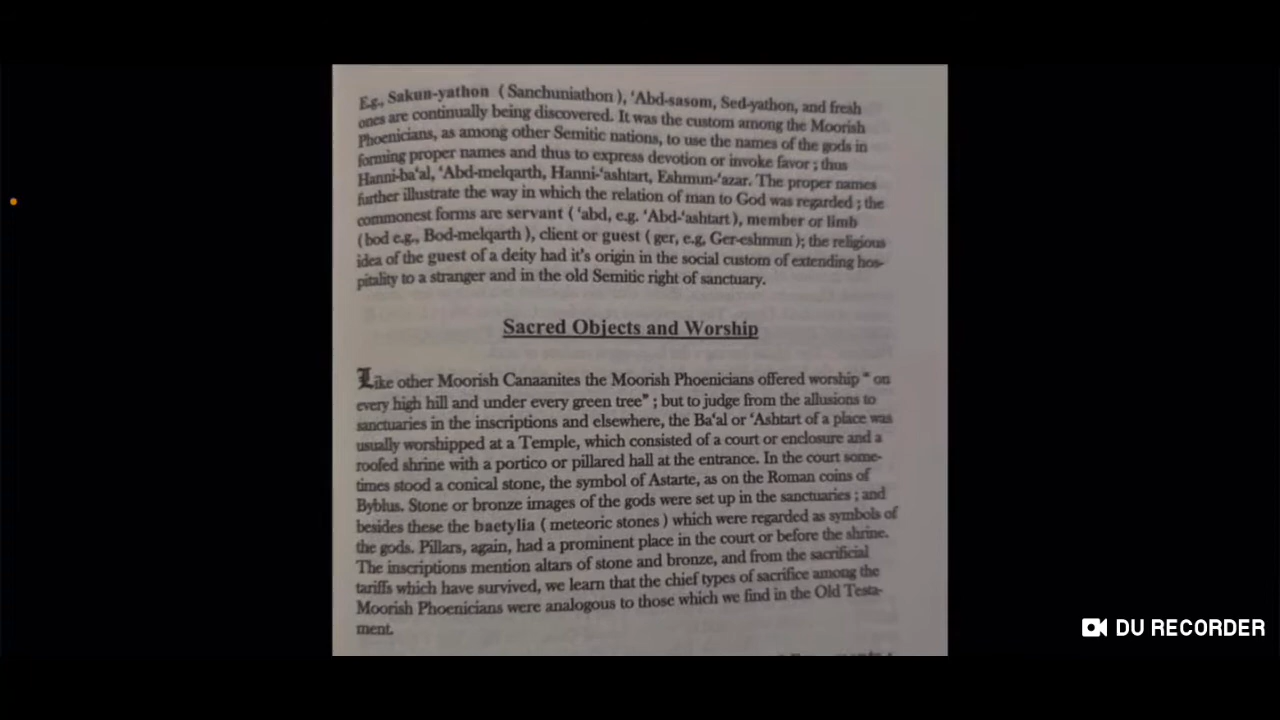 E.g., Sakun-yathon ( Sanchuniathon ), ‘Abd-sasom, Sed-yathon, and fresh
ones are continually being discovered. It was the custom among the Moorish
Phoenicians, as among other Semitic nations, to use the names of the gods in
forming proper names and thus to express devotion or invoke favor ; thus
Hanni-ba‘al, ‘Abd-melqarth, Hanni-‘ashtart, Eshmun-‘azar. The proper names
further illustrate the way in which the relation of man to God was regarded ; the
commonest forms are servant ( ‘abd, e.g. ‘Abd-‘ashtart ), member or limb
( bod e.g., Bod-melqarth ), client or guest ( ger, e.g, Ger-eshmun ); the religious
idea of the guest of a deity had it's origin in the social custom of extending hos-
pitality to a stranger and in the old Semitic right of sanctuary.
Sacred Objects and Worship
Like other Moorish Canaanites the Moorish Phoenicians offered worship “ on
every high hill and under every green tree” ; but to judge from the allusions to
sanctuaries in the inscriptions and elsewhere, the Ba‘al or ‘Ashtart of a place was
usually worshipped at a Temple, which consisted of a court or enclosure and a
roofed shrine with a portico or pillared hall at the entrance. In the court some-
times stood a conical stone, the symbol of Astarte, as on the Roman coins of
Byblus. Stone or bronze images of the gods were set up in the sanctuaries ; and
besides these the baetylia ( meteoric stones ) which were regarded as symbols of
the gods. Pillars, again, had a prominent place in the court or before the shrine.
The inscriptions mention altars of stone and bronze, and from the sacrificial
tariffs which have survived, we learn that the chief types of sacrifice among the
Moorish Phoenicians were analogous to those which we find in the Old Testa-
ment.
DU RECORDER